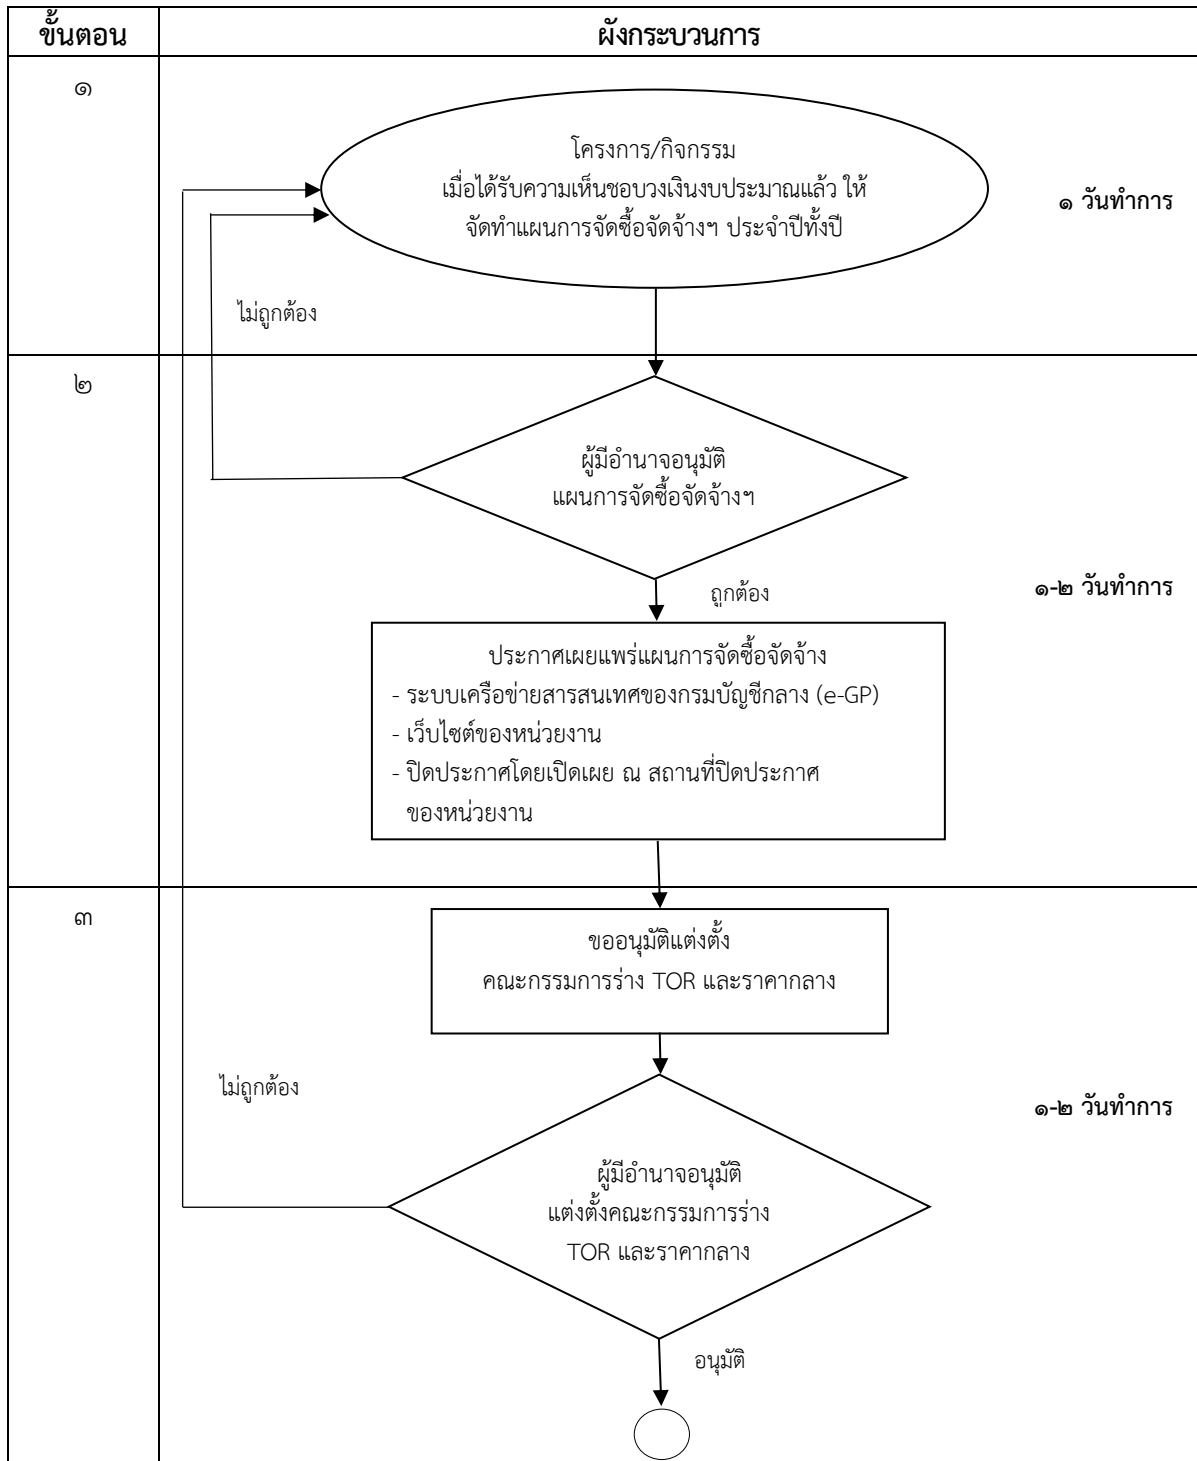 ขั้นตอน
ผังกระบวนการ
๑
โครงการ/กิจกรรม
เมื่อได้รับความเห็นชอบวงเงินงบประมาณแล้ว ให้
จัดทำแผนการจัดซื้อจัดจ้างฯ ประจำปีทั้งปี
๑ วันทำการ
ไม่ถูกต้อง
๒
ผู้มีอำนาจอนุมัติ
แผนการจัดซื้อจัดจ้างฯ
ถูกต้อง
๑-๒ วันทำการ
ประกาศเผยแพร่แผนการจัดซื้อจัดจ้าง
- ระบบเครือข่ายสารสนเทศของกรมบัญชีกลาง (e-GP)
- เว็บไซต์ของหน่วยงาน
- ปิดประกาศโดยเปิดเผย ณ สถานที่ปิดประกาศ
ของหน่วยงาน
๓
ขออนุมัติแต่งตั้ง
คณะกรรมการร่าง TOR และราคากลาง
ไม่ถูกต้อง
๑-๒ วันทำการ
ผู้มีอำนาจอนุมัติ
แต่งตั้งคณะกรรมการร่าง
TOR และราคากลาง
อนุมัติ